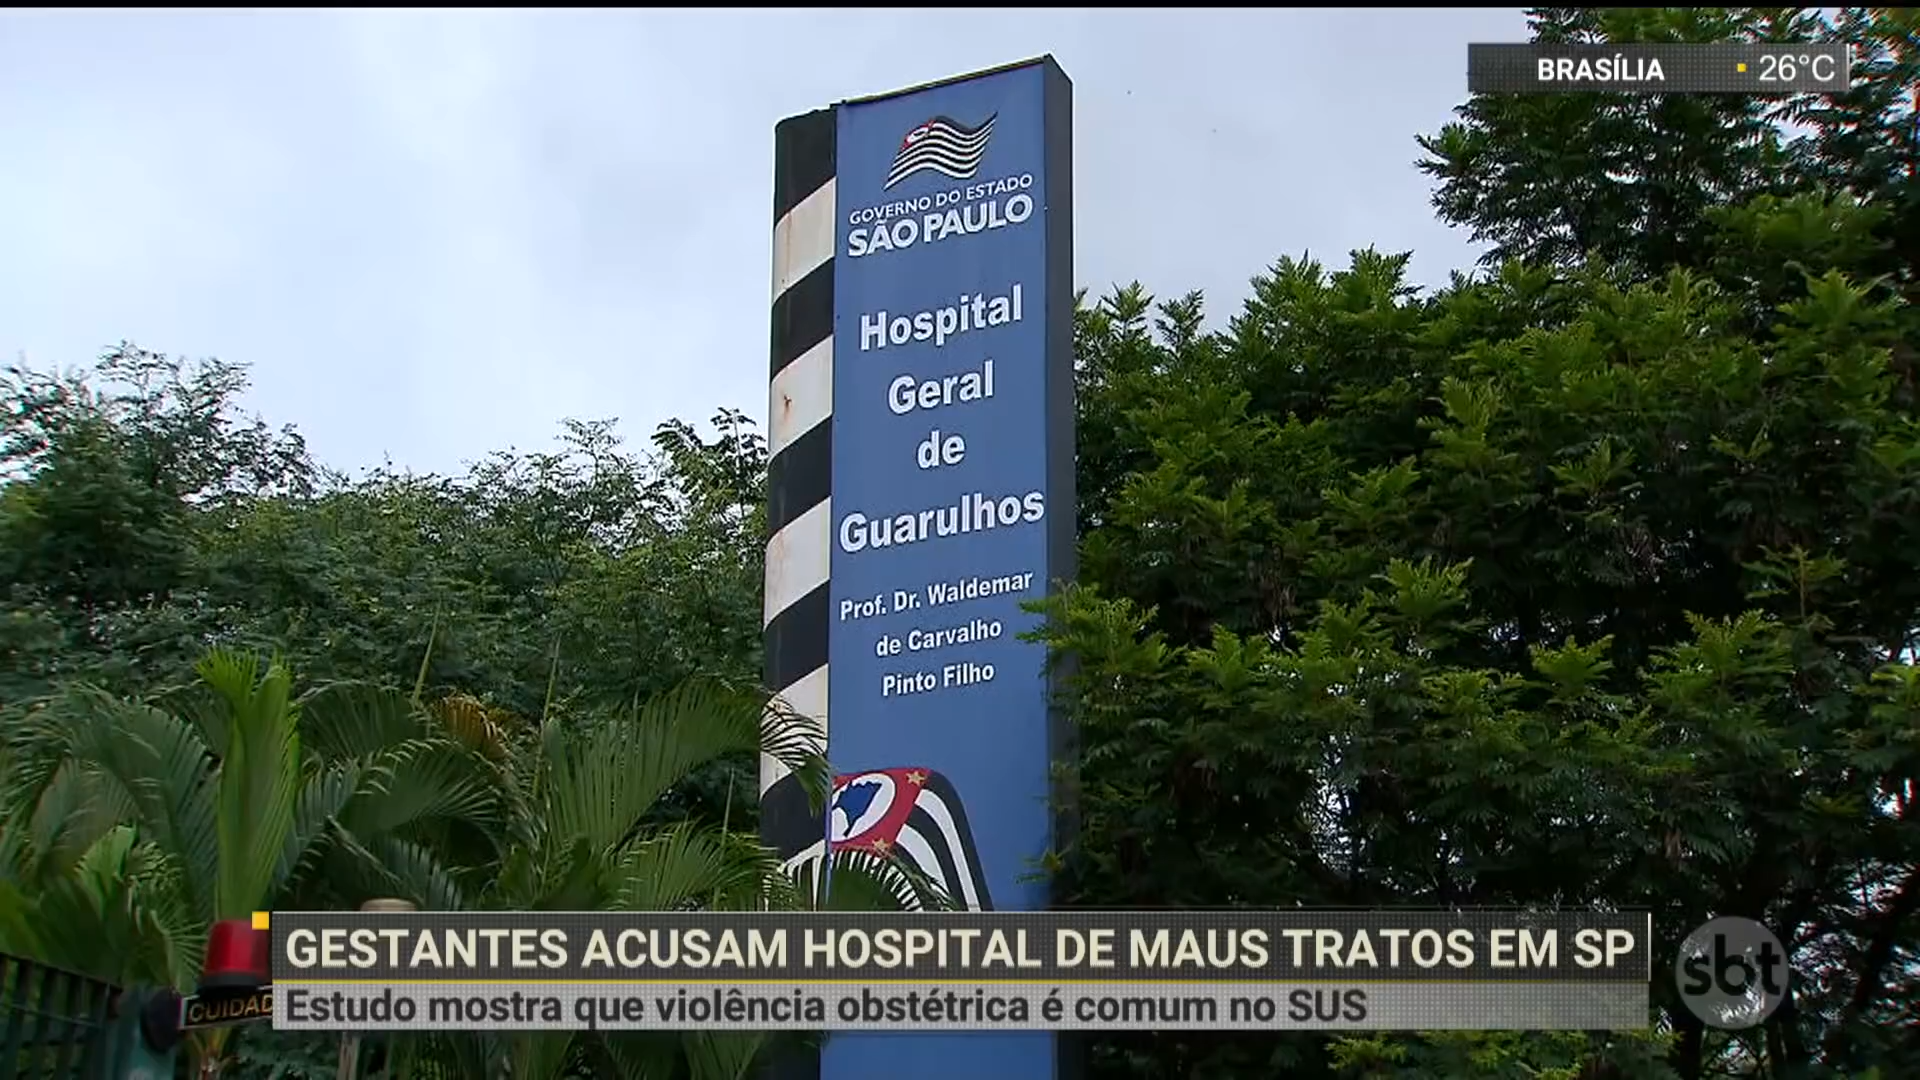 BRASÍLIA 26°C
GOVERNO DO ESTADO
SÃO PAULO
Hospital
Geral
de
Guarulhos
Prof. Dr. Waldemar
de Carvalho
Pinto Filho
GESTANTES ACUSAM HOSPITAL DE MAUS TRATOS EM SP
Estudo mostra que violência obstétrica é comum no SUS
sbt
CUIDAD